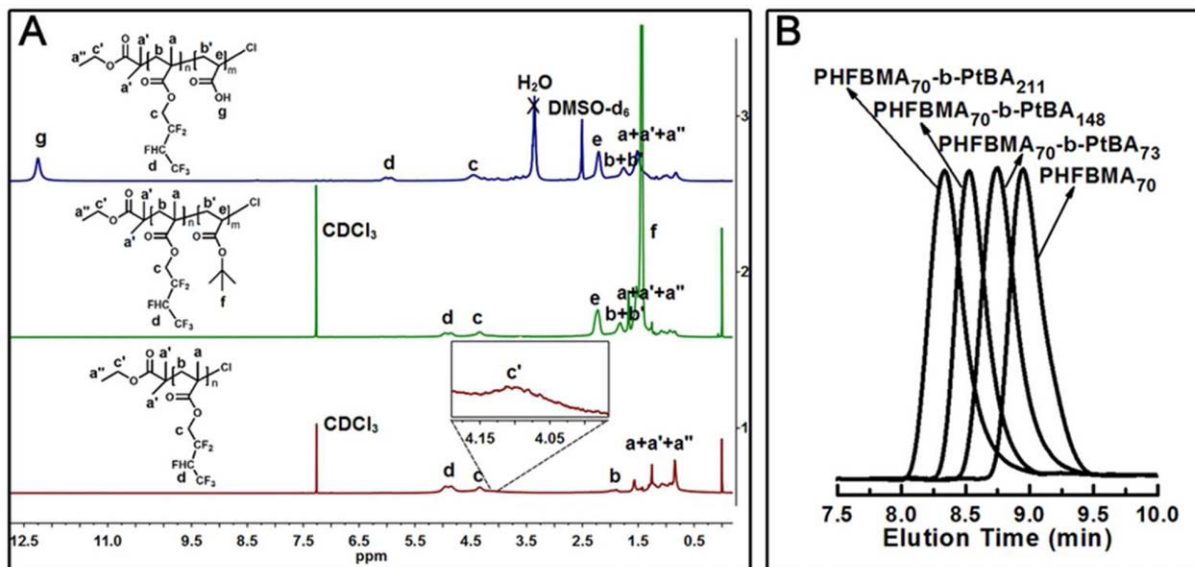 A
a' a b' Cl
a'' c' O b e
O n m
a' O O
O OH
c g
CF₂
FHC
d CF₃
g
d
c
H₂O
X
DMSO-d₆
e
a+a'+a''
b+b'
3
a' a b' Cl
a'' c' O b e
O n m
a' O O
O O
c
CF₂
FHC f
d CF₃
CDCl₃
d
c
e
a+a'+a''
b+b'
f
2
a' a
a'' c' O b Cl
O n
a' O
O
c
CF₂
FHC
d CF₃
CDCl₃
c'
4.15 4.05
d
c
b
a+a'+a''
1
12.5 11.0 9.5 8.5 7.5 6.5 5.5 4.5 3.5 2.5 1.5 0.5
ppm
B
PHFBMA₇₀-b-PtBA₂₁₁
PHFBMA₇₀-b-PtBA₁₄₈
PHFBMA₇₀-b-PtBA₇₃
PHFBMA₇₀
7.5 8.0 8.5 9.0 9.5 10.0
Elution Time (min)